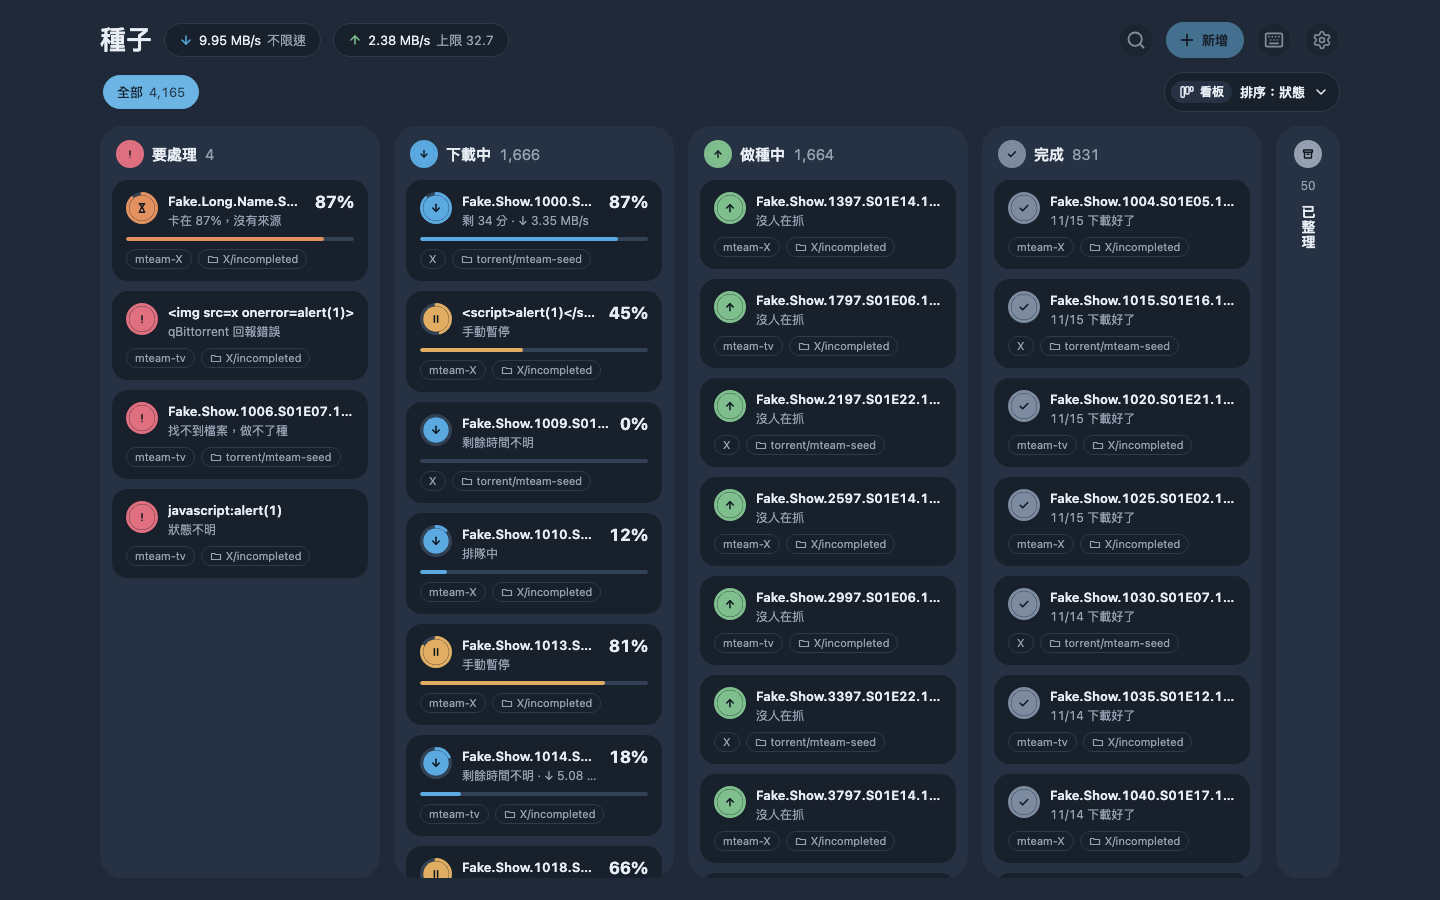 種子
9.95 MB/s 不限速
2.38 MB/s 上限 32.7
新增
全部 4,165
看板 排序：狀態
要處理 4
Fake.Long.Name.S... 87%
卡在 87%，沒有來源
mteam-X X/incompleted
<img src=x onerror=alert(1)>
qBittorrent 回報錯誤
mteam-tv X/incompleted
Fake.Show.1006.S01E07.1...
找不到檔案，做不了種
mteam-tv torrent/mteam-seed
javascript:alert(1)
狀態不明
mteam-tv X/incompleted
下載中 1,666
Fake.Show.1000.S... 87%
剩 34 分 · ↓ 3.35 MB/s
X torrent/mteam-seed
<script>alert(1)</s... 45%
手動暫停
mteam-X X/incompleted
Fake.Show.1009.S01... 0%
剩餘時間不明
X torrent/mteam-seed
Fake.Show.1010.S... 12%
排隊中
mteam-X X/incompleted
Fake.Show.1013.S... 81%
手動暫停
mteam-X X/incompleted
Fake.Show.1014.S... 18%
剩餘時間不明 · ↓ 5.08 ...
mteam-tv X/incompleted
Fake.Show.1018.S... 66%
做種中 1,664
Fake.Show.1397.S01E14.1...
沒人在抓
mteam-X X/incompleted
Fake.Show.1797.S01E06.1...
沒人在抓
mteam-tv X/incompleted
Fake.Show.2197.S01E22.1...
沒人在抓
X torrent/mteam-seed
Fake.Show.2597.S01E14.1...
沒人在抓
mteam-X X/incompleted
Fake.Show.2997.S01E06.1...
沒人在抓
mteam-tv X/incompleted
Fake.Show.3397.S01E22.1...
沒人在抓
X torrent/mteam-seed
Fake.Show.3797.S01E14.1...
沒人在抓
mteam-X X/incompleted
完成 831
Fake.Show.1004.S01E05.1...
11/15 下載好了
mteam-X X/incompleted
Fake.Show.1015.S01E16.1...
11/15 下載好了
X torrent/mteam-seed
Fake.Show.1020.S01E21.1...
11/15 下載好了
mteam-tv X/incompleted
Fake.Show.1025.S01E02.1...
11/15 下載好了
mteam-X X/incompleted
Fake.Show.1030.S01E07.1...
11/14 下載好了
X torrent/mteam-seed
Fake.Show.1035.S01E12.1...
11/14 下載好了
mteam-tv X/incompleted
Fake.Show.1040.S01E17.1...
11/14 下載好了
mteam-X X/incompleted
50
已整理